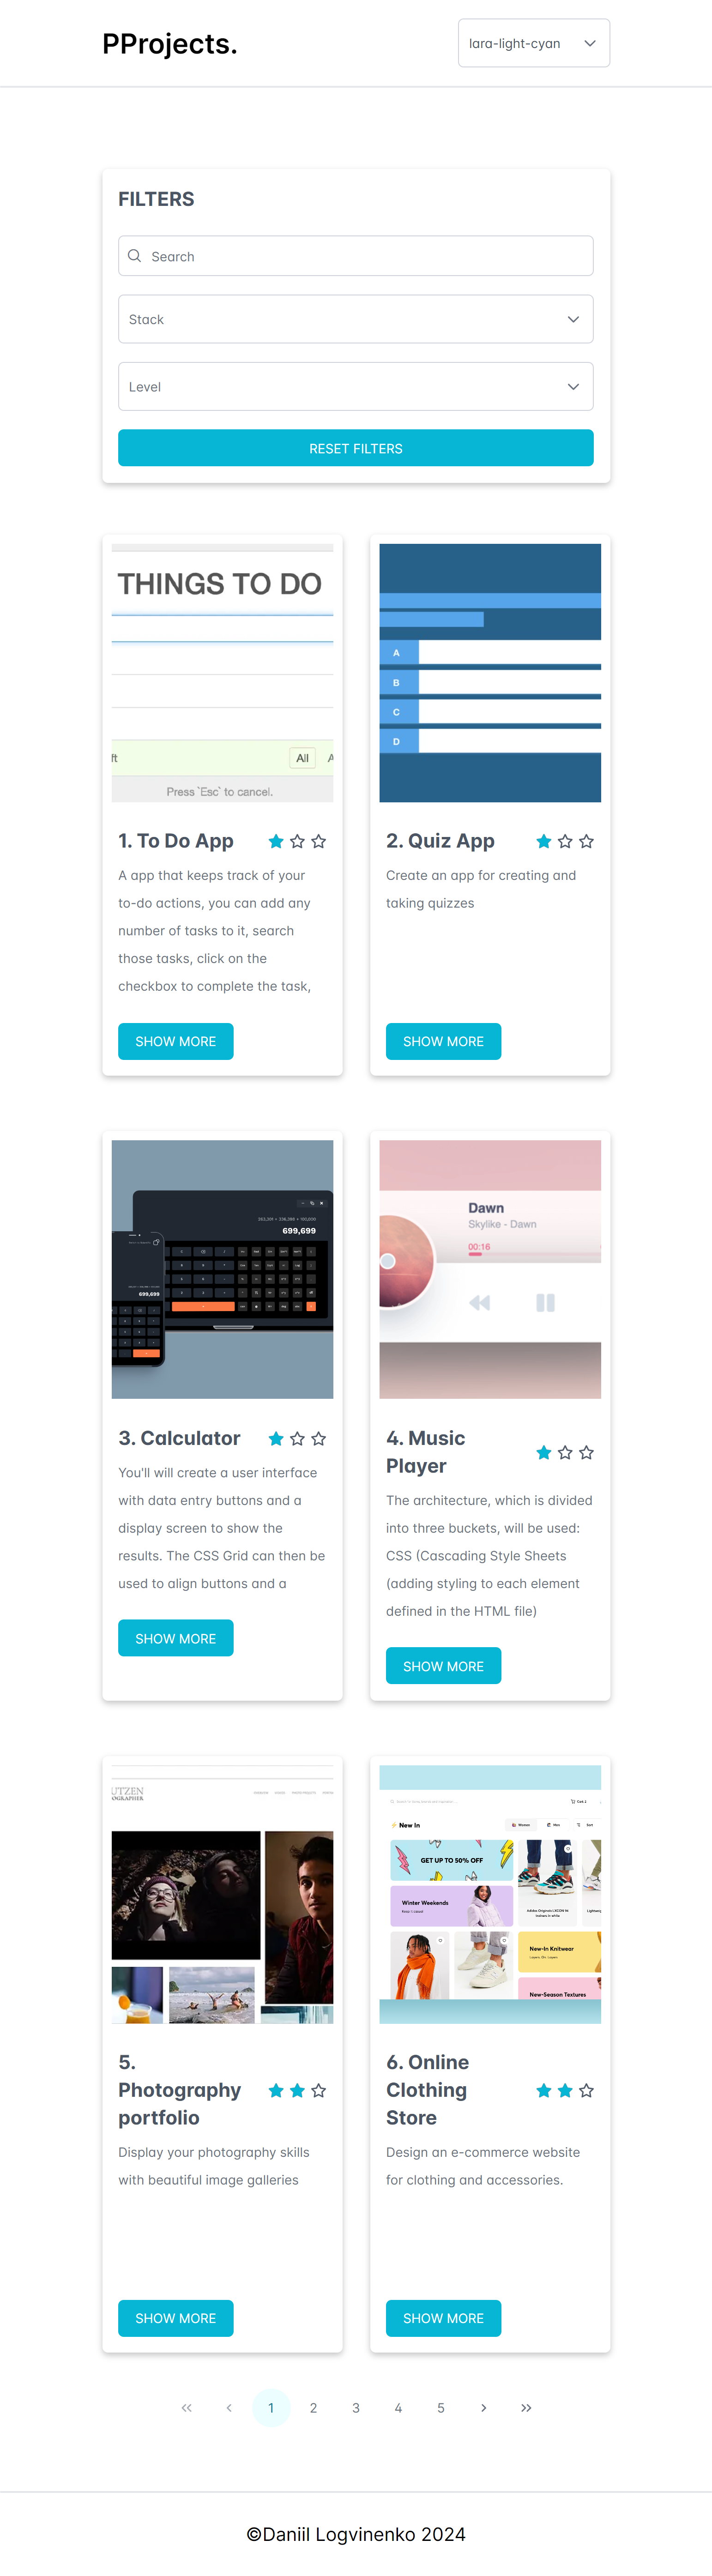 PProjects.
lara-light-cyan
FILTERS
Search
Stack
Level
RESET FILTERS
THINGS TO DO
All
Press `Esc` to cancel.
A
B
C
D
1. To Do App
A app that keeps track of your
to-do actions, you can add any
number of tasks to it, search
those tasks, click on the
checkbox to complete the task,
SHOW MORE
2. Quiz App
Create an app for creating and
taking quizzes
SHOW MORE
699,699
699,699
Dawn
Skylike - Dawn
00:16
3. Calculator
You'll will create a user interface
with data entry buttons and a
display screen to show the
results. The CSS Grid can then be
used to align buttons and a
SHOW MORE
4. Music
Player
The architecture, which is divided
into three buckets, will be used:
CSS (Cascading Style Sheets
(adding styling to each element
defined in the HTML file)
SHOW MORE
UTZEN
OGRAPHER
New In
GET UP TO 50% OFF
Winter Weekends
New-In Knitwear
New-Season Textures
5.
Photography
portfolio
Display your photography skills
with beautiful image galleries
SHOW MORE
6. Online
Clothing
Store
Design an e-commerce website
for clothing and accessories.
SHOW MORE
1 2 3 4 5
©Daniil Logvinenko 2024